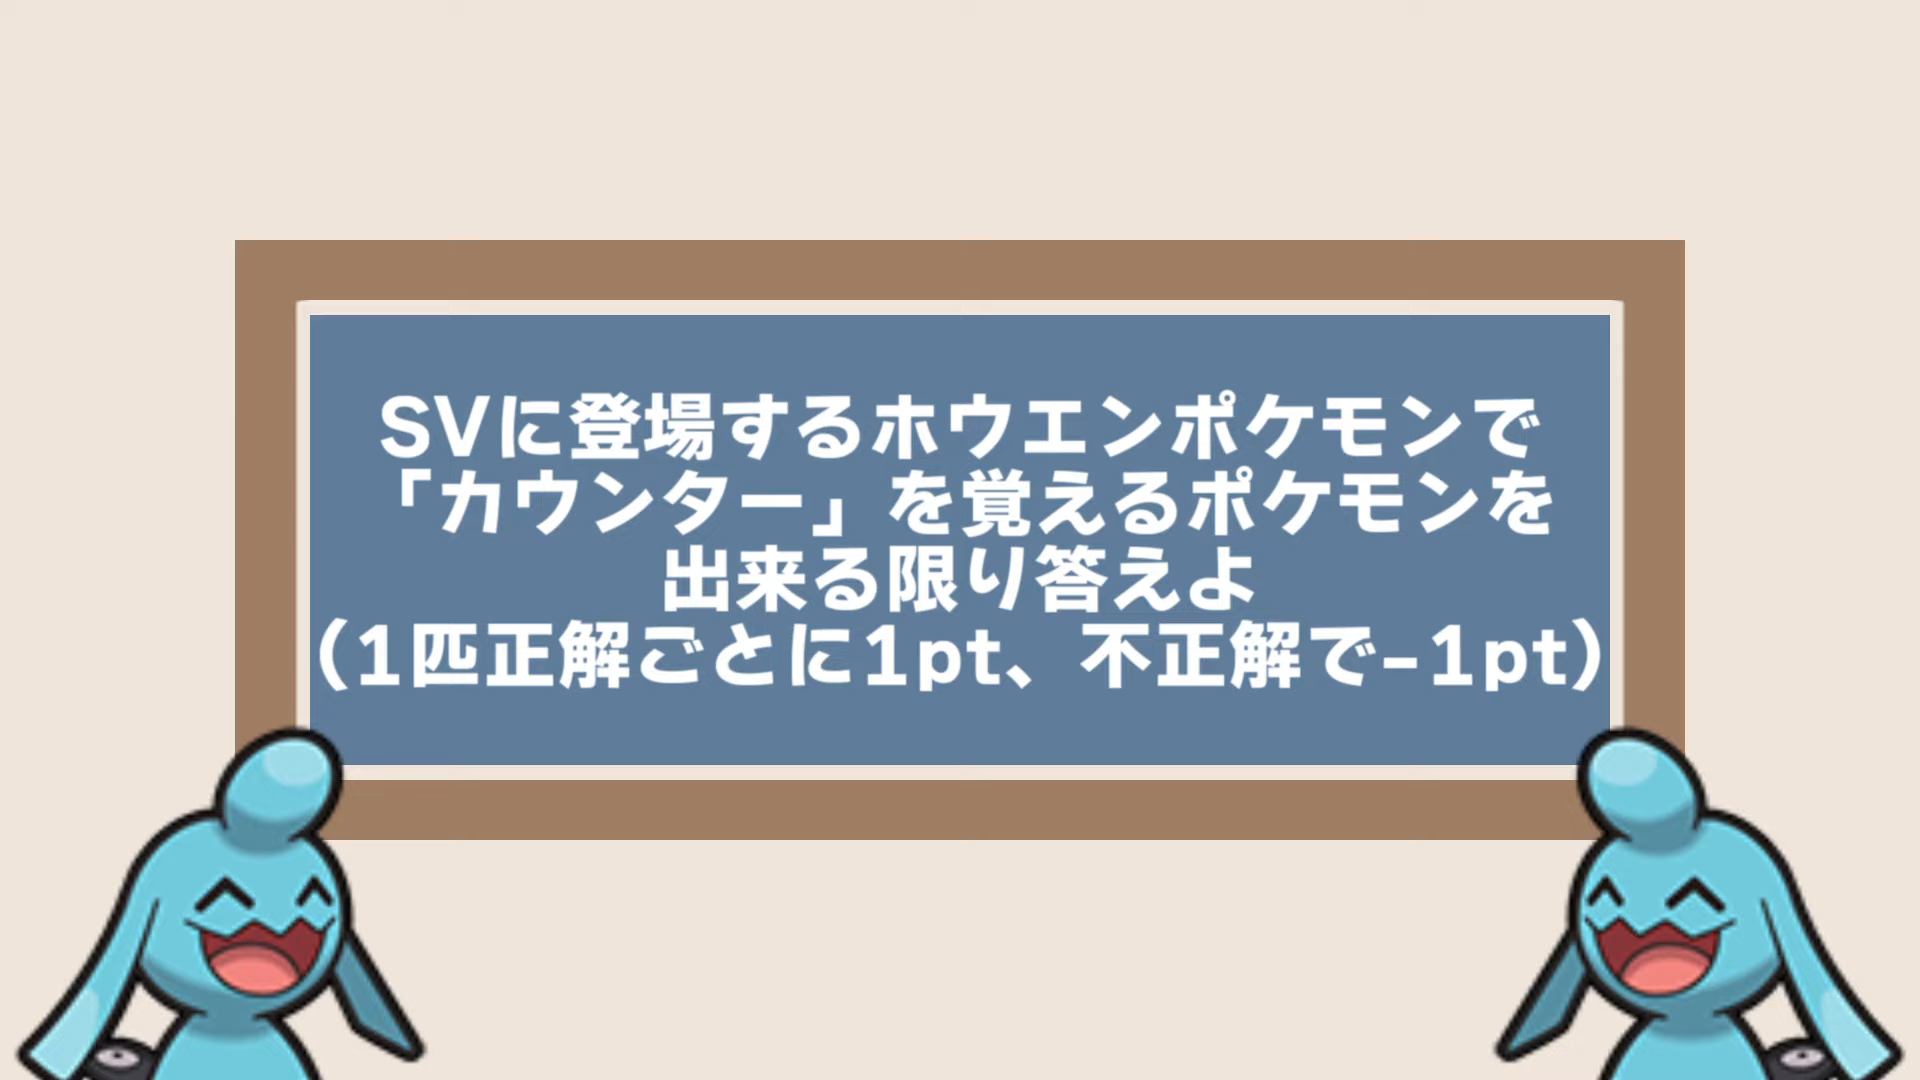 SVに登場するホウエンポケモンで
「カウンター」を覚えるポケモンを
出来る限り答えよ
（1匹正解ごとに1pt、不正解で-1pt）